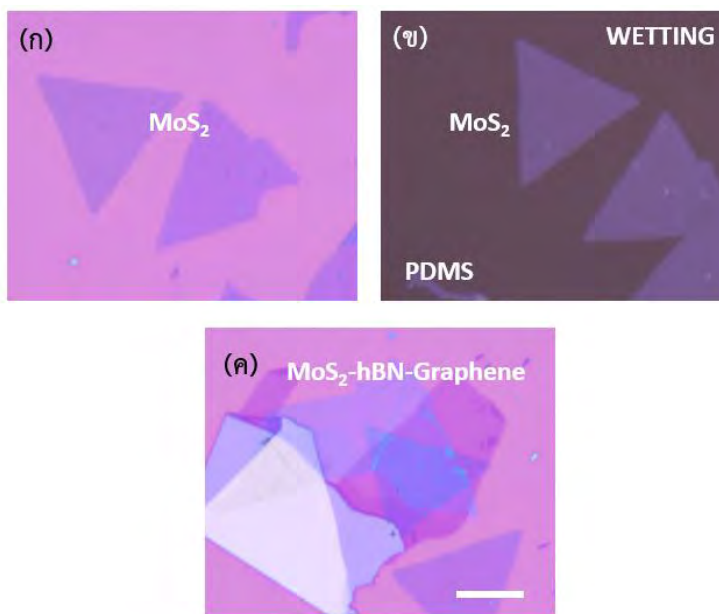 (ก)
MoS₂
(ข) WETTING
MoS₂
PDMS
(ค) MoS₂-hBN-Graphene